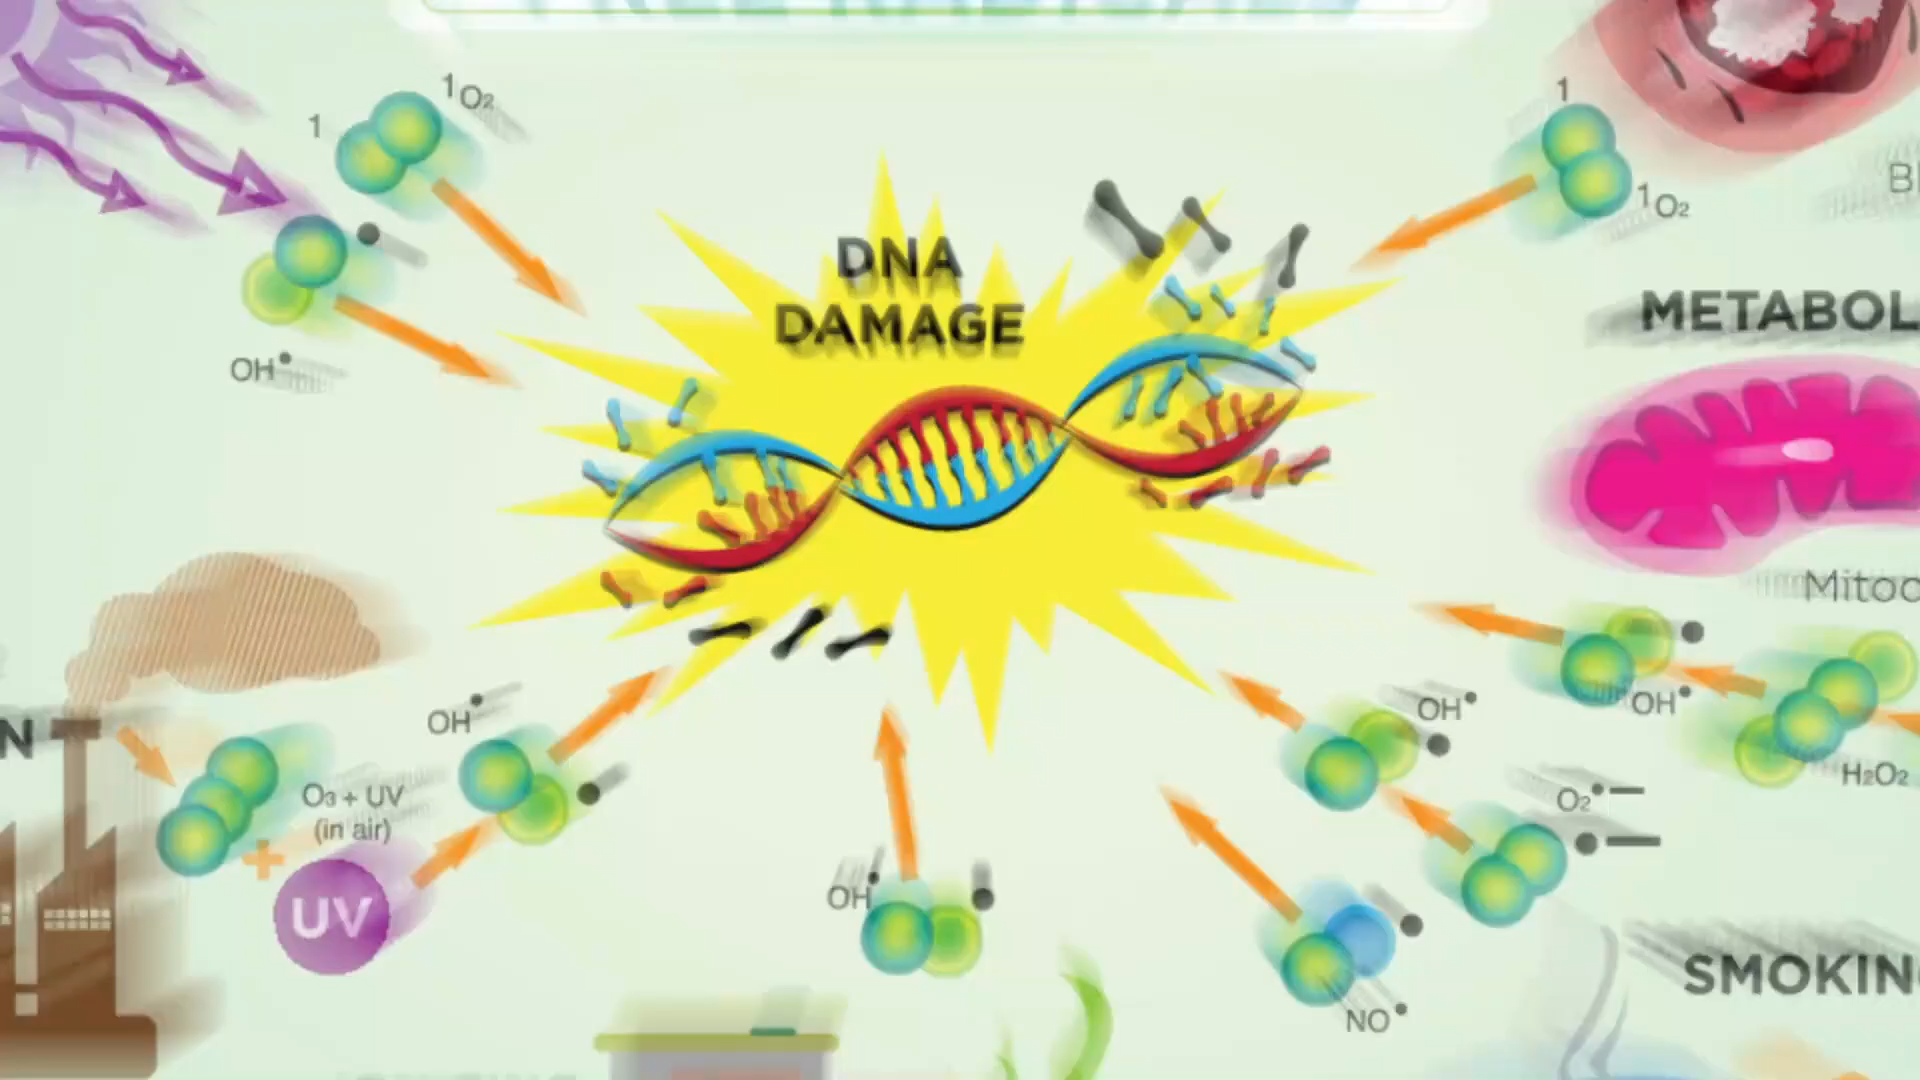 1
1O2
OH•
DNA
DAMAGE
1
1O2
METABOL
Mitoc
N
OH•
O3 + UV
(in air)
UV
OH•
OH•
OH•
H2O2
O2•—
NO•
SMOKIN